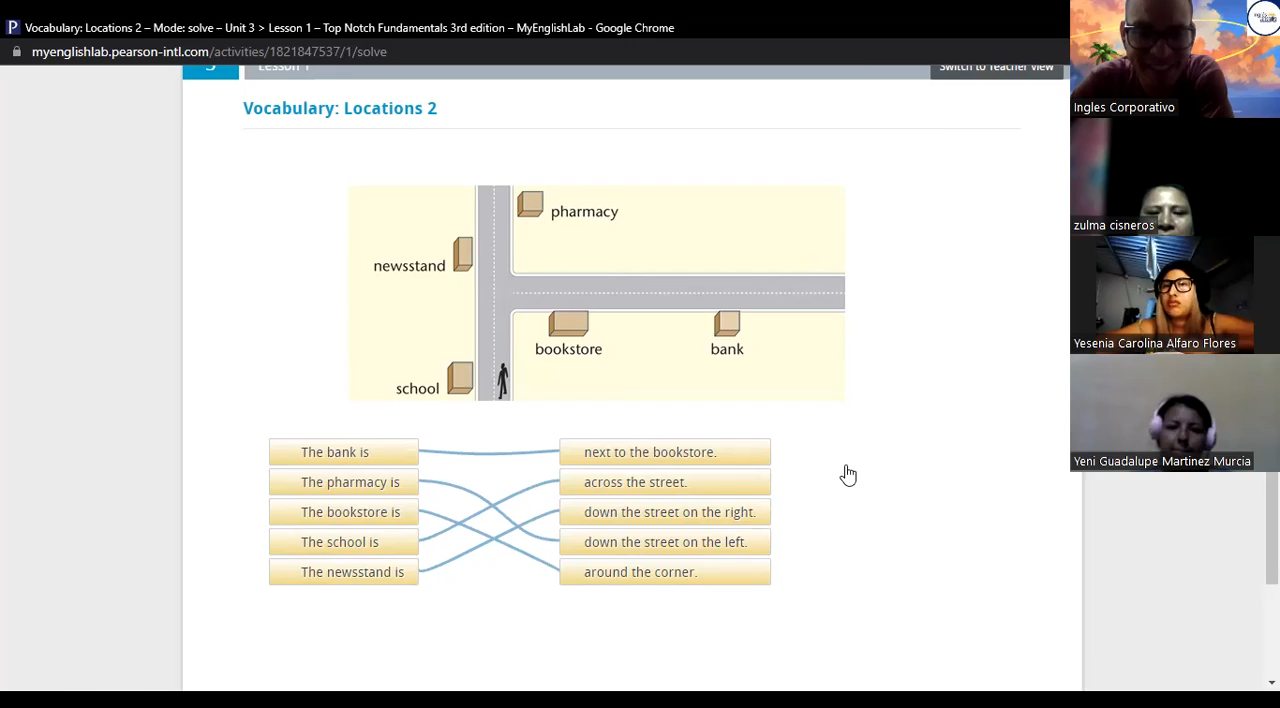 Vocabulary: Locations 2 – Mode: solve – Unit 3 > Lesson 1 – Top Notch Fundamentals 3rd edition – MyEnglishLab - Google Chrome
myenglishlab.pearson-intl.com/activities/1821847537/1/solve
Lesson 1
Switch to Teacher view
Vocabulary: Locations 2
pharmacy
newsstand
bookstore
bank
school
The bank is
next to the bookstore.
The pharmacy is
across the street.
The bookstore is
down the street on the right.
The school is
down the street on the left.
The newsstand is
around the corner.
Ingles Corporativo
zulma cisneros
Yesenia Carolina Alfaro Flores
Yeni Guadalupe Martinez Murcia